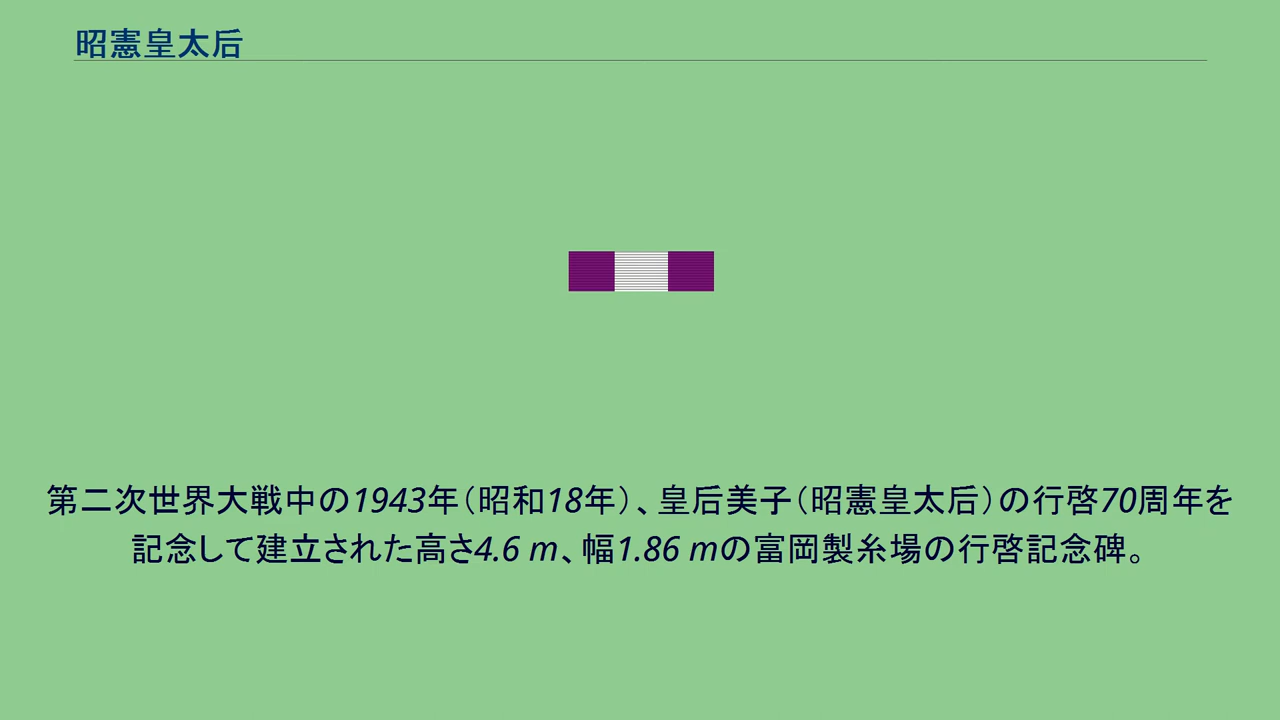 昭憲皇太后
第二次世界大戦中の1943年（昭和18年）、皇后美子（昭憲皇太后）の行啓70周年を
記念して建立された高さ4.6 m、幅1.86 mの富岡製糸場の行啓記念碑。